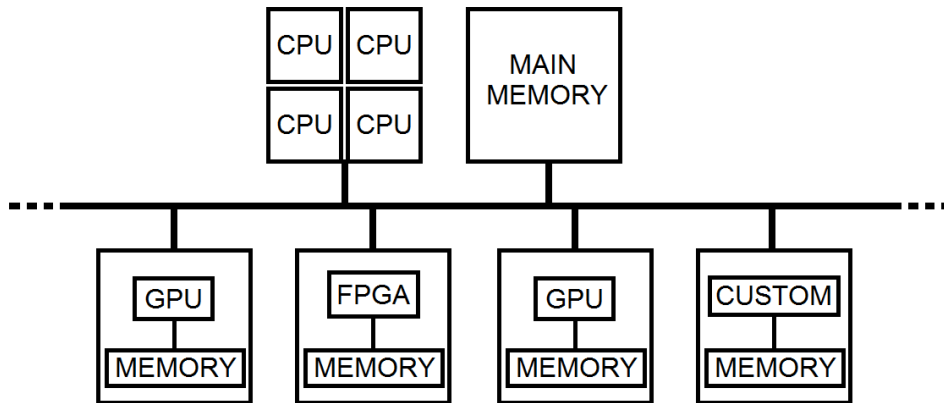 CPU CPU
CPU CPU
MAIN
MEMORY
GPU
MEMORY
FPGA
MEMORY
GPU
MEMORY
CUSTOM
MEMORY